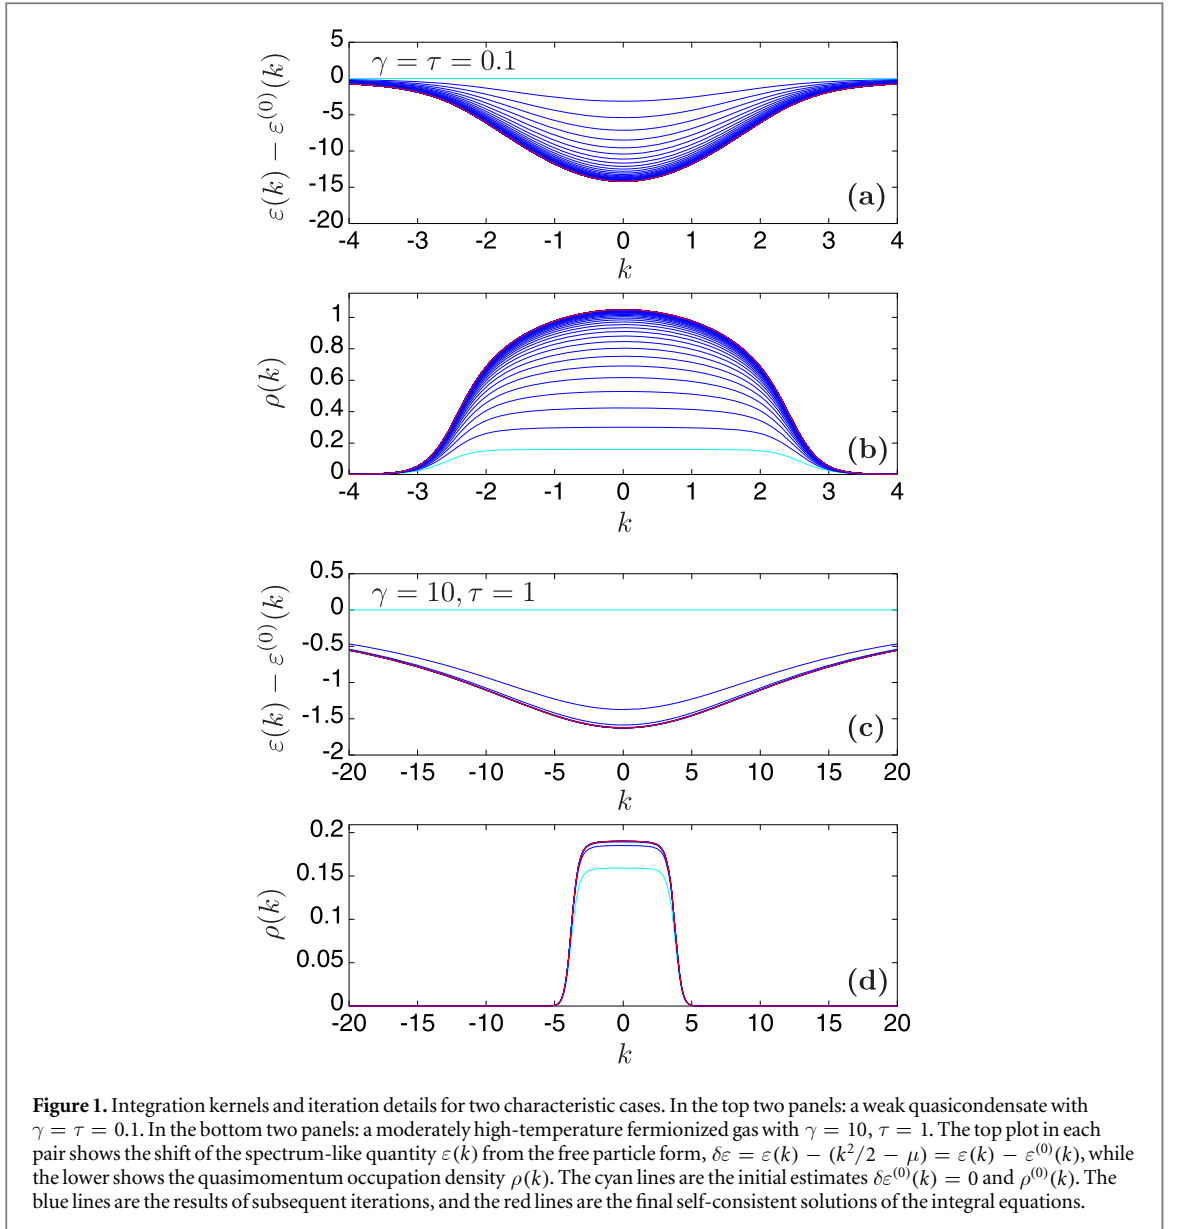 5
0
-5
-10
-15
-20
ε(k) − ε(0)(k)
γ = τ = 0.1
(a)
-4 -3 -2 -1 0 1 2 3 4
k
1
0.8
0.6
0.4
0.2
0
ρ(k)
(b)
-4 -3 -2 -1 0 1 2 3 4
k
0.5
0
-0.5
-1
-1.5
-2
ε(k) − ε(0)(k)
γ = 10, τ = 1
(c)
-20 -15 -10 -5 0 5 10 15 20
k
0.2
0.15
0.1
0.05
0
ρ(k)
(d)
-20 -15 -10 -5 0 5 10 15 20
k
Figure 1. Integration kernels and iteration details for two characteristic cases. In the top two panels: a weak quasicondensate with
γ = τ = 0.1. In the bottom two panels: a moderately high-temperature fermionized gas with γ = 10, τ = 1. The top plot in each
pair shows the shift of the spectrum-like quantity ε(k) from the free particle form, δε = ε(k) − (k²/2 − μ) = ε(k) − ε(0)(k), while
the lower shows the quasimomentum occupation density ρ(k). The cyan lines are the initial estimates δε(0)(k) = 0 and ρ(0)(k). The
blue lines are the results of subsequent iterations, and the red lines are the final self-consistent solutions of the integral equations.